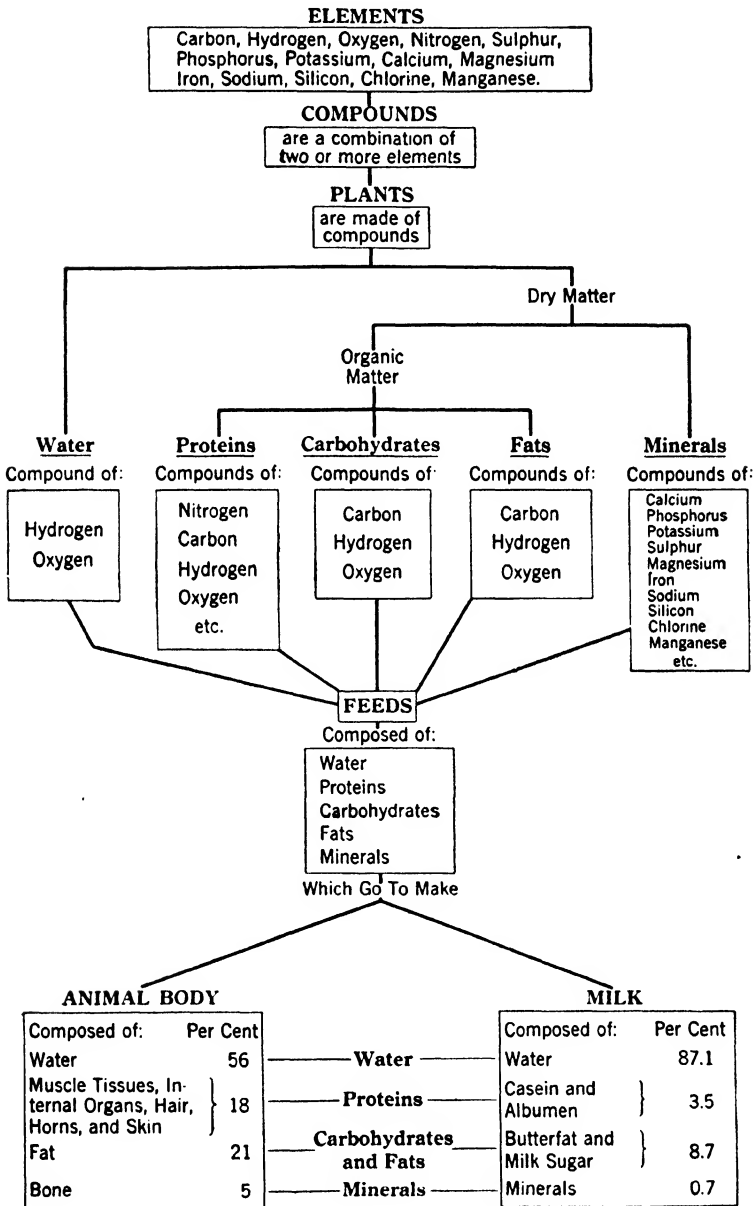 ELEMENTS
Carbon, Hydrogen, Oxygen, Nitrogen, Sulphur,
Phosphorus, Potassium, Calcium, Magnesium
Iron, Sodium, Silicon, Chlorine, Manganese.
COMPOUNDS
are a combination of
two or more elements
PLANTS
are made of
compounds
Dry Matter
Organic
Matter
Water
Compound of:
Hydrogen
Oxygen
Proteins
Compounds of:
Nitrogen
Carbon
Hydrogen
Oxygen
etc.
Carbohydrates
Compounds of:
Carbon
Hydrogen
Oxygen
Fats
Compounds of:
Carbon
Hydrogen
Oxygen
Minerals
Compounds of:
Calcium
Phosphorus
Potassium
Sulphur
Magnesium
Iron
Sodium
Silicon
Chlorine
Manganese
etc.
FEEDS
Composed of:
Water
Proteins
Carbohydrates
Fats
Minerals
Which Go To Make
ANIMAL BODY
Composed of: Per Cent
Water 56
Muscle Tissues, In-
ternal Organs, Hair, 18
Horns, and Skin
Fat 21
Bone 5
Water
Proteins
Carbohydrates
and Fats
Minerals
MILK
Composed of: Per Cent
Water 87.1
Casein and
Albumen 3.5
Butterfat and
Milk Sugar 8.7
Minerals 0.7